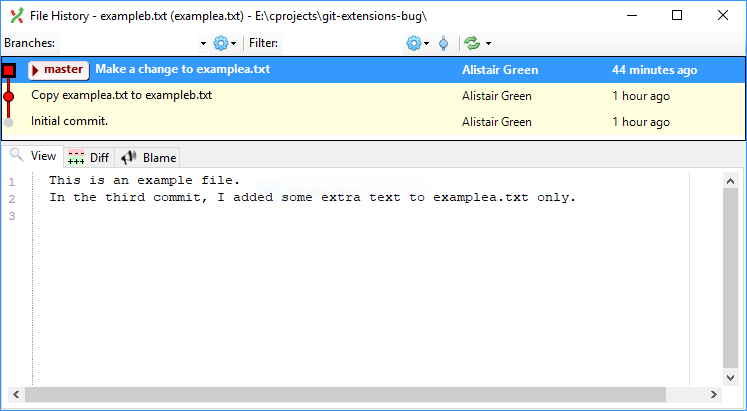 File History - exampleb.txt (examplea.txt) - E:\cprojects\git-extensions-bug\
Branches: Filter:
master Make a change to examplea.txt Alistair Green 44 minutes ago
Copy examplea.txt to exampleb.txt Alistair Green 1 hour ago
Initial commit. Alistair Green 1 hour ago
View Diff Blame
1 This is an example file.
2 In the third commit, I added some extra text to examplea.txt only.
3